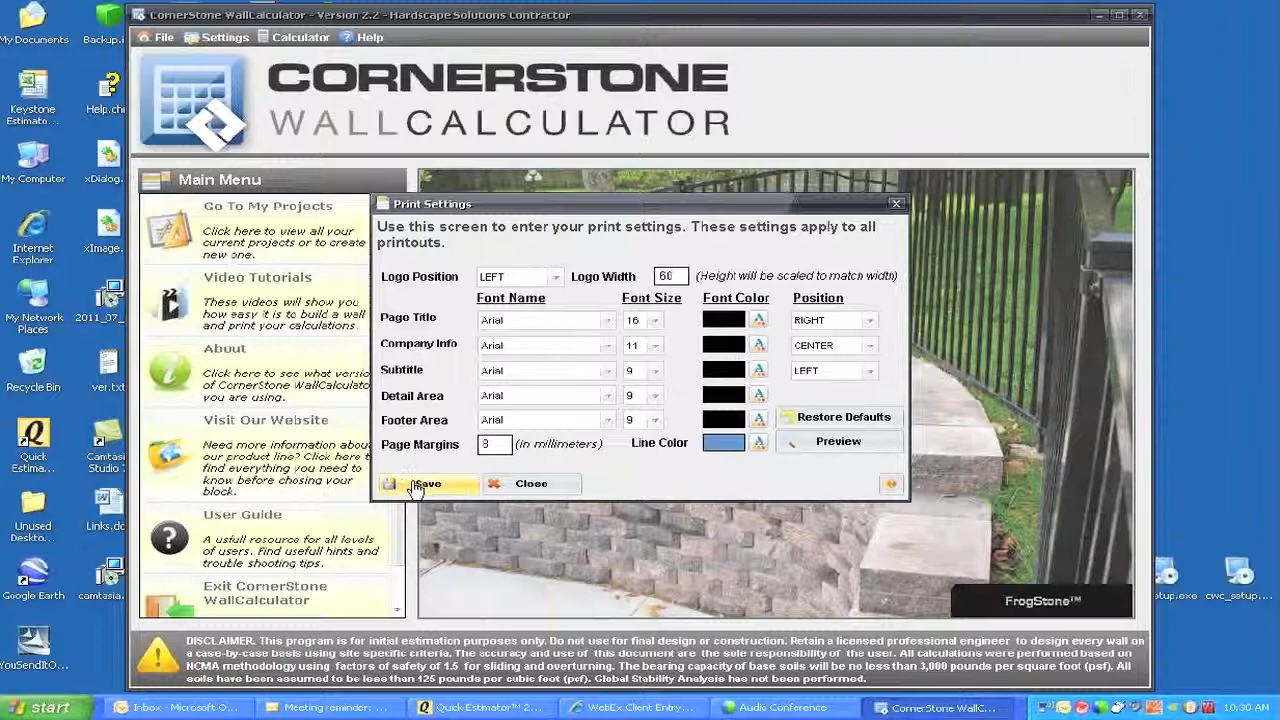 CornerStone WallCalculator - Version 2.2 - Hardscape Solutions Contractor
File Settings Calculator Help
CORNERSTONE
WALLCALCULATOR
Main Menu
Go To My Projects
Click here to view all your
current projects or to create
new one.
Video Tutorials
These videos will show you
how easy it is to build a wall
and print your calculations.
About
Click here to see what versio
of CornerStone WallCalculato
you are using.
Visit Our Website
Need more information about
our product line? Click here t
find everything you need to
know before chosing your
block.
User Guide
A usfull resource for all levels
of users. Find usefull hints and
trouble shooting tips.
Exit CornerStone
WallCalculator
Print Settings
Use this screen to enter your print settings. These settings apply to all
printouts.
Logo Position LEFT Logo Width 60 (Height will be scaled to match width)
Font Name Font Size Font Color Position
Page Title Arial 16 RIGHT
Company Info Arial 11 CENTER
Subtitle Arial 9 LEFT
Detail Area Arial 9
Footer Area Arial 9 Restore Defaults
Page Margins 3 (in millimeters) Line Color Preview
Save Close
FrogStone™
DISCLAIMER. This program is for initial estimation purposes only. Do not use for final design or construction. Retain a licensed professional engineer to design every wall on
a case-by-case basis using site specific criteria. The accuracy and use of this document are the sole responsibility of the user. All calculations were performed based on
NCMA methodology using factors of safety of 1.5 for sliding and overturning. The bearing capacity of base soils will be no less than 3,000 pounds per square foot (psf). All
soils have been assumed to be less than 125 pounds per cubic foot (pcf). Global Stability Analysis has not been performed.
My Documents
Backup.
Keystone
Estimato...
Help.ch
My Computer
xDialog.
Internet
Explorer
xImage.
My Network
Places
2011_07_
Recycle Bin
ver.txt
Quick
Estima...
Camtasia
Studio
Unused
Deskto...
Links.do
Google Earth
camtasia
YouSendItO...
setup.exe
cwc_setup....
start
Inbox - Microsoft O...
Meeting reminder: ...
Quick Estimator™ 2...
WebEx Client Entry...
Audio Conference
CornerStone WallC...
10:30 AM